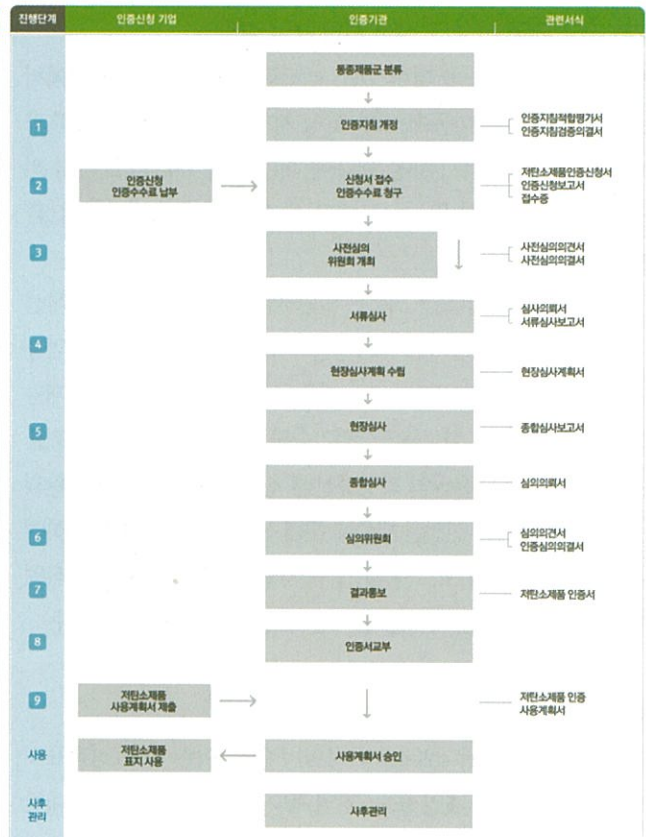 진행단계 인증신청 기업 인증기관 관련서식
동종제품군 분류
1 인증지침 개정 인증지침적합평가서
인증지침검증의결서
2 인증신청
인증수수료 납부
신청서 접수
인증수수료 청구
저탄소제품인증신청서
인증신청보고서
접수증
3 사전심의
위원회 개최
사전심의의견서
사전심의의결서
서류심사 심사의뢰서
서류심사보고서
4
현장심사계획 수립 현장심사계획서
5 현장심사 종합심사보고서
종합심사 심의의뢰서
6 심의위원회 심의의견서
인증심의의결서
7 결과통보 저탄소제품 인증서
8 인증서교부
9 저탄소제품
사용계획서 제출
저탄소제품 인증
사용계획서
사용 저탄소제품
표지 사용
사용계획서 승인
사후
관리
사후관리